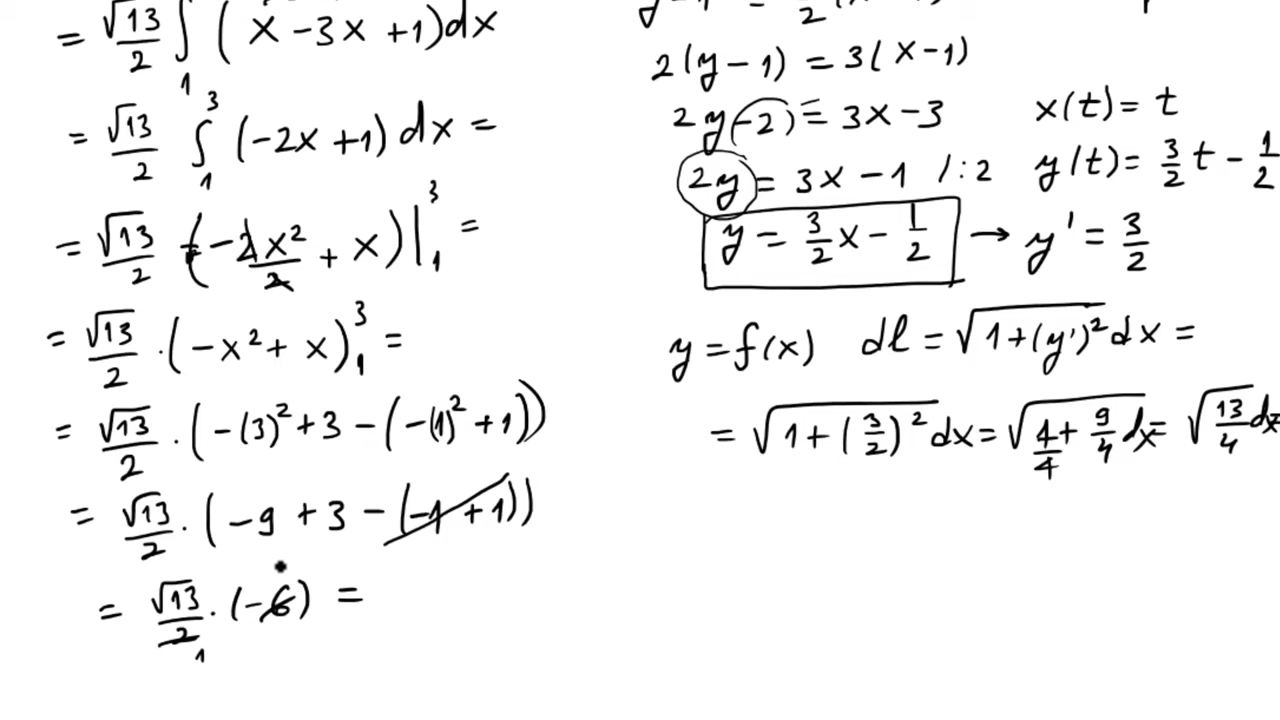 = √13/2 ∫₁ ( x - 3x + 1)dx
= √13/2 ∫₁³ (-2x + 1) dx =
= √13/2 (-2x²/2 + x)|₁³ =
= √13/2 · (-x² + x)₁³ =
= √13/2 · (-(3)² + 3 - (-(1)² + 1))
= √13/2 · (-9 + 3 - (-1 + 1))
= √13/2 · (-6) =
1
2(y - 1) = 3(x - 1)
2y - 2 = 3x - 3
2y = 3x - 1 /:2
y = 3/2 x - 1/2 → y' = 3/2
x(t) = t
y(t) = 3/2 t - 1/2
y = f(x) dl = √(1 + (y')²) dx =
= √(1 + (3/2)²) dx = √(4/4 + 9/4) dx = √(13/4) dx